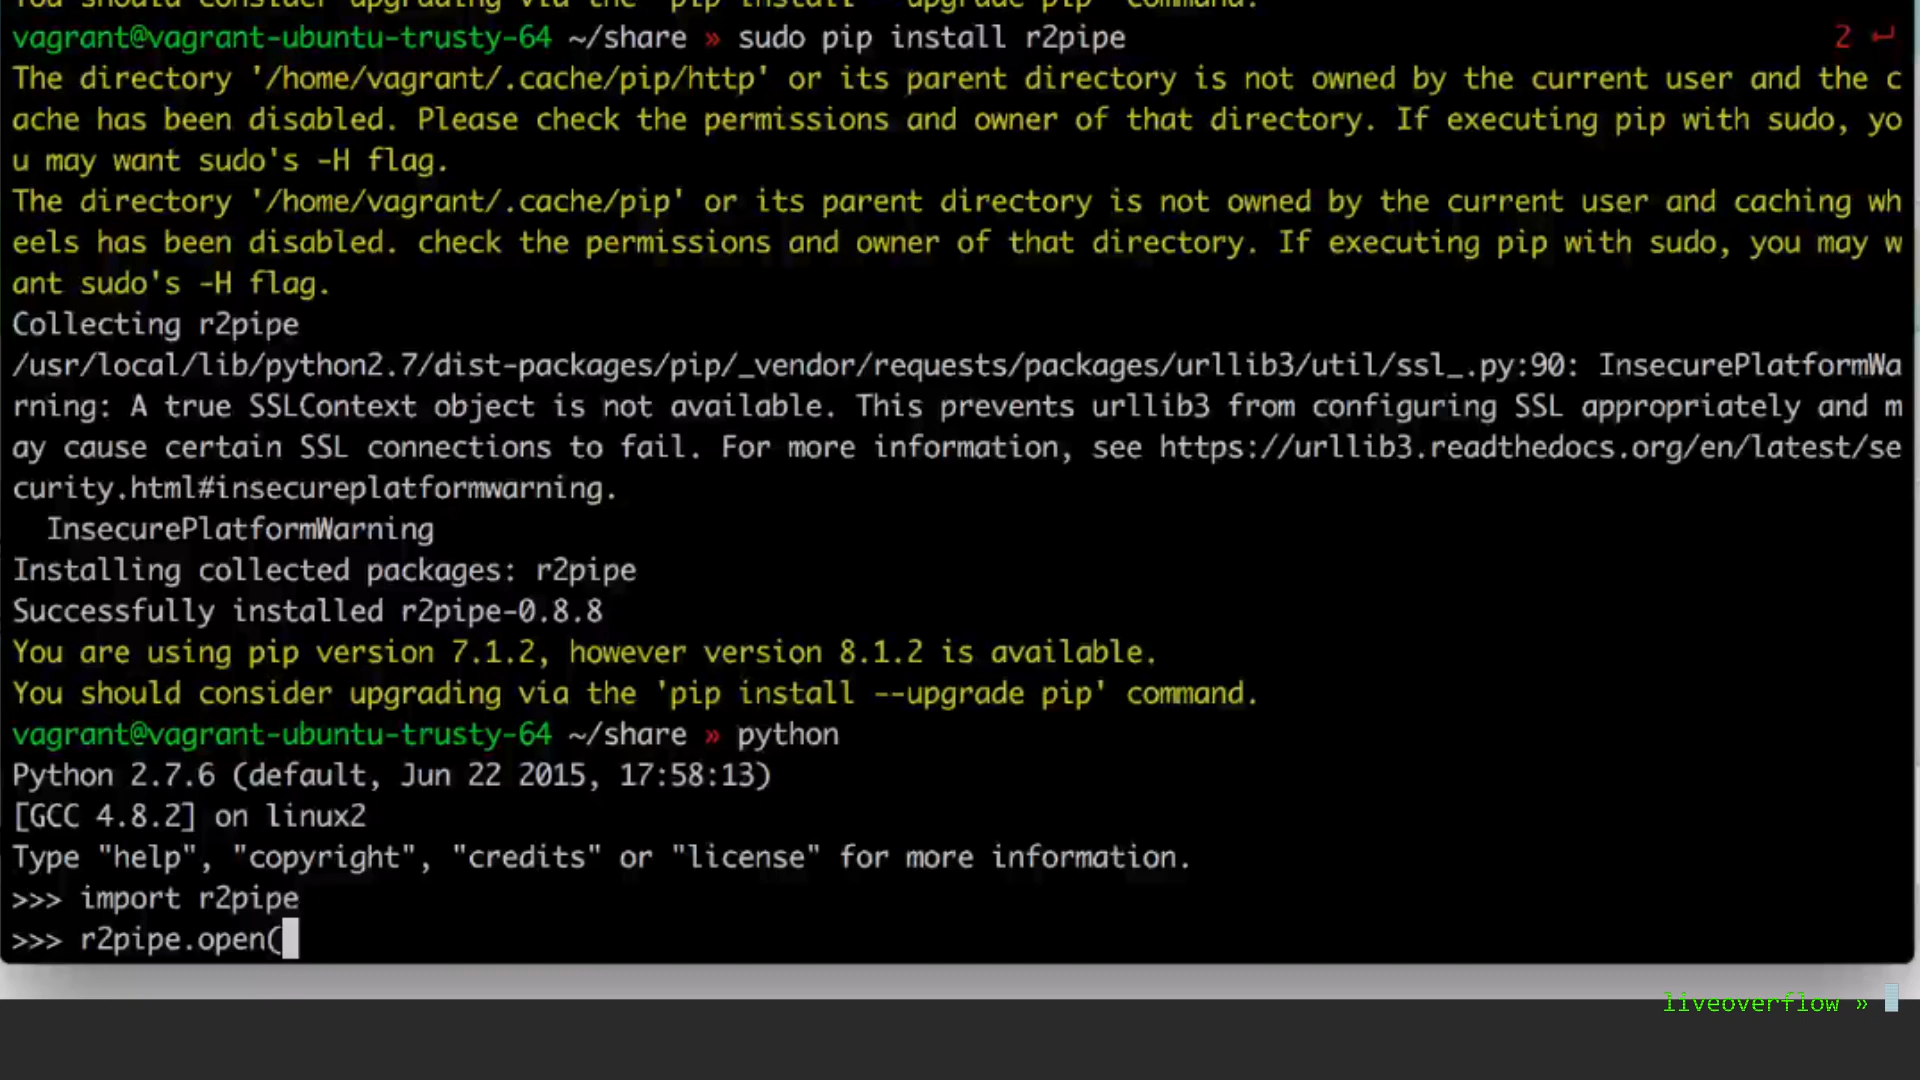 You should consider upgrading via the 'pip install --upgrade pip' command.
vagrant@vagrant-ubuntu-trusty-64 ~/share » sudo pip install r2pipe 2 ↵
The directory '/home/vagrant/.cache/pip/http' or its parent directory is not owned by the current user and the c
ache has been disabled. Please check the permissions and owner of that directory. If executing pip with sudo, yo
u may want sudo's -H flag.
The directory '/home/vagrant/.cache/pip' or its parent directory is not owned by the current user and caching wh
eels has been disabled. check the permissions and owner of that directory. If executing pip with sudo, you may w
ant sudo's -H flag.
Collecting r2pipe
/usr/local/lib/python2.7/dist-packages/pip/_vendor/requests/packages/urllib3/util/ssl_.py:90: InsecurePlatformWa
rning: A true SSLContext object is not available. This prevents urllib3 from configuring SSL appropriately and m
ay cause certain SSL connections to fail. For more information, see https://urllib3.readthedocs.org/en/latest/se
curity.html#insecureplatformwarning.
  InsecurePlatformWarning
Installing collected packages: r2pipe
Successfully installed r2pipe-0.8.8
You are using pip version 7.1.2, however version 8.1.2 is available.
You should consider upgrading via the 'pip install --upgrade pip' command.
vagrant@vagrant-ubuntu-trusty-64 ~/share » python
Python 2.7.6 (default, Jun 22 2015, 17:58:13)
[GCC 4.8.2] on linux2
Type "help", "copyright", "credits" or "license" for more information.
>>> import r2pipe
>>> r2pipe.open(
liveoverflow »